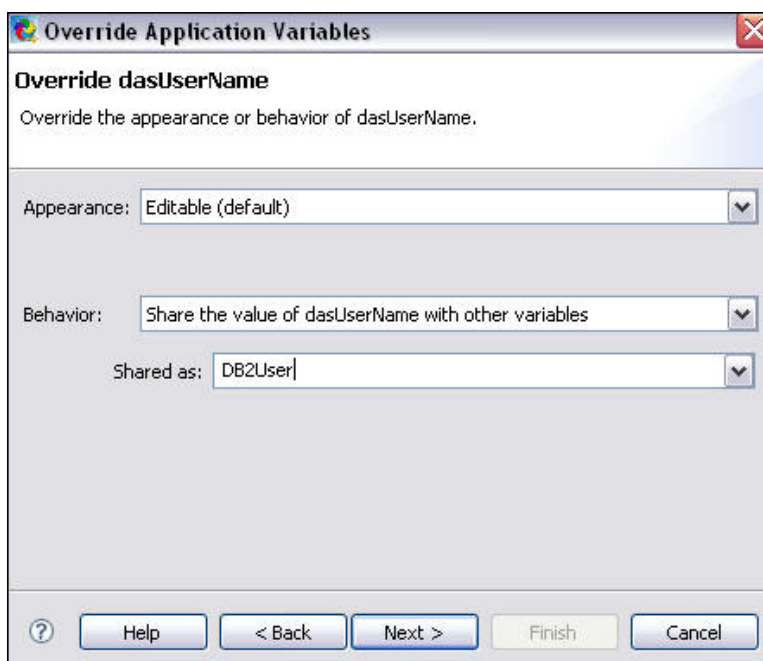 Override Application Variables
Override dasUserName
Override the appearance or behavior of dasUserName.
Appearance: Editable (default)
Behavior: Share the value of dasUserName with other variables
Shared as: DB2User
? Help < Back Next > Finish Cancel